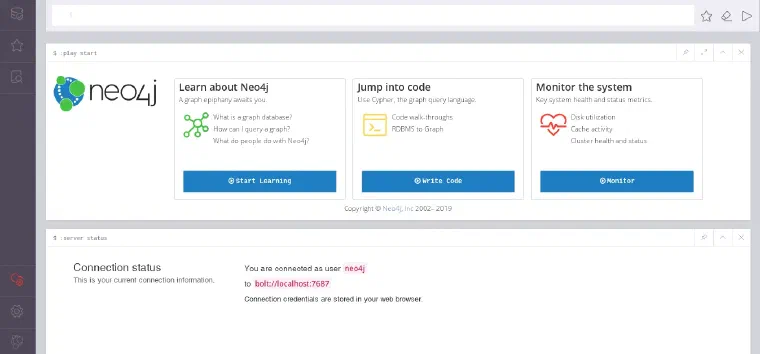 1
$ :play start
neo4j
Learn about Neo4j
A graph epiphany awaits you.
What is a graph database?
How can I query a graph?
What do people do with Neo4j?
Start Learning
Jump into code
Use Cypher, the graph query language.
Code walk-throughs
RDBMS to Graph
Write Code
Monitor the system
Key system health and status metrics.
Disk utilization
Cache activity
Cluster health and status
Monitor
Copyright © Neo4j, Inc 2002–2019
$ :server status
Connection status
This is your current connection information.
You are connected as user neo4j
to bolt://localhost:7687
Connection credentials are stored in your web browser.